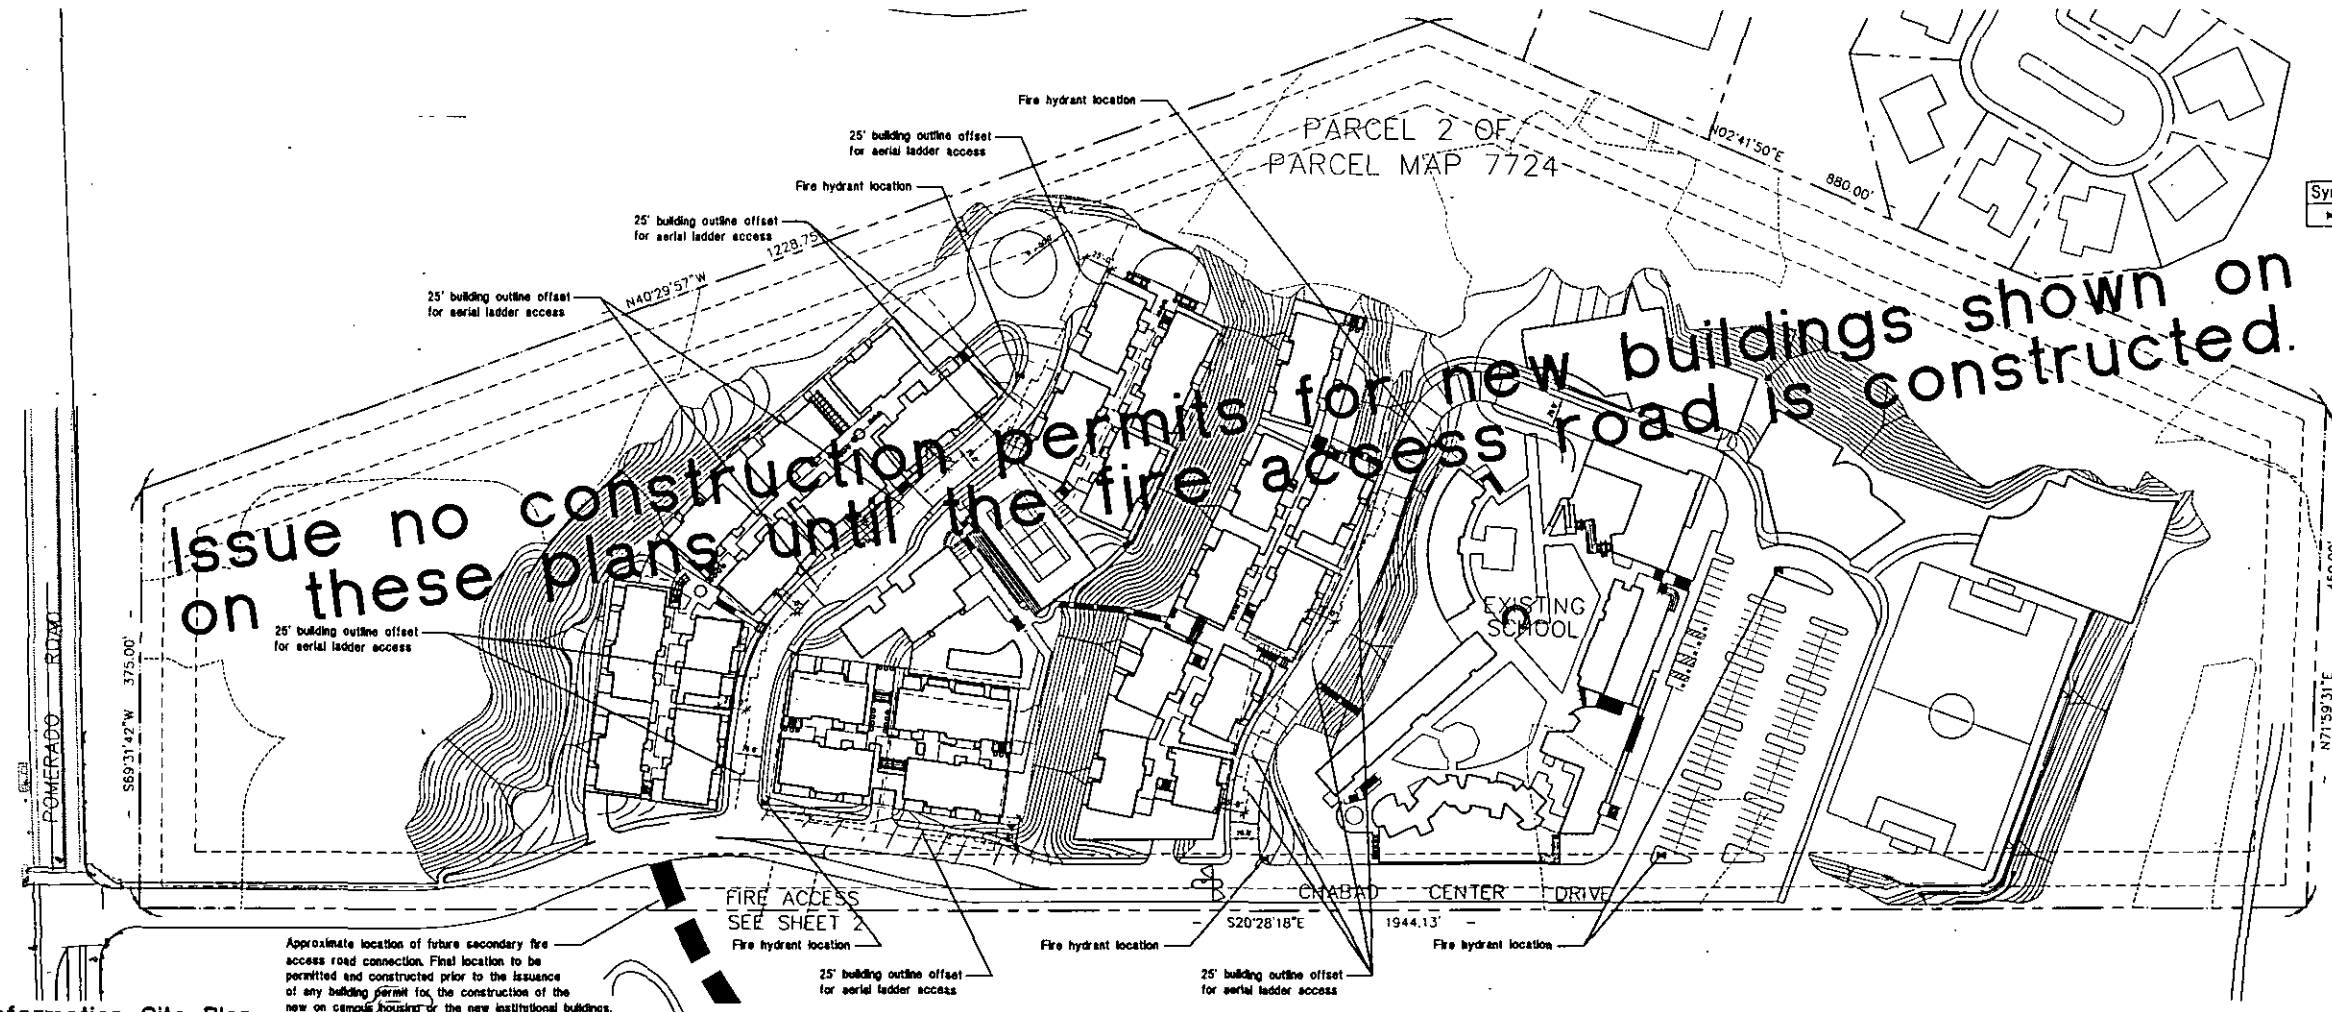 Fire hydrant location
25' building outline offset
for aerial ladder access
PARCEL 2 OF
PARCEL MAP 7724
N02°41'50"E
880.00'
Fire hydrant location
25' building outline offset
for aerial ladder access
1228.75'
N40°29'57"W
25' building outline offset
for aerial ladder access
Issue no construction permits for new buildings shown on
on these plans until the fire access road is constructed.
25' building outline offset
for aerial ladder access
EXISTING
SCHOOL
POMERADO ROAD
S69°31'42"W 375.00'
N71°59'31"E
FIRE ACCESS
SEE SHEET 2
CHABAD CENTER DRIVE
S20°28'18"E 1944.13'
Approximate location of future secondary fire
access road connection. Final location to be
permitted and constructed prior to the issuance
of any building permit for the construction of the
new on campus housing or the new institutional buildings.
Fire hydrant location
25' building outline offset
for aerial ladder access
Fire hydrant location
25' building outline offset
for aerial ladder access
Fire hydrant location
Site Plan